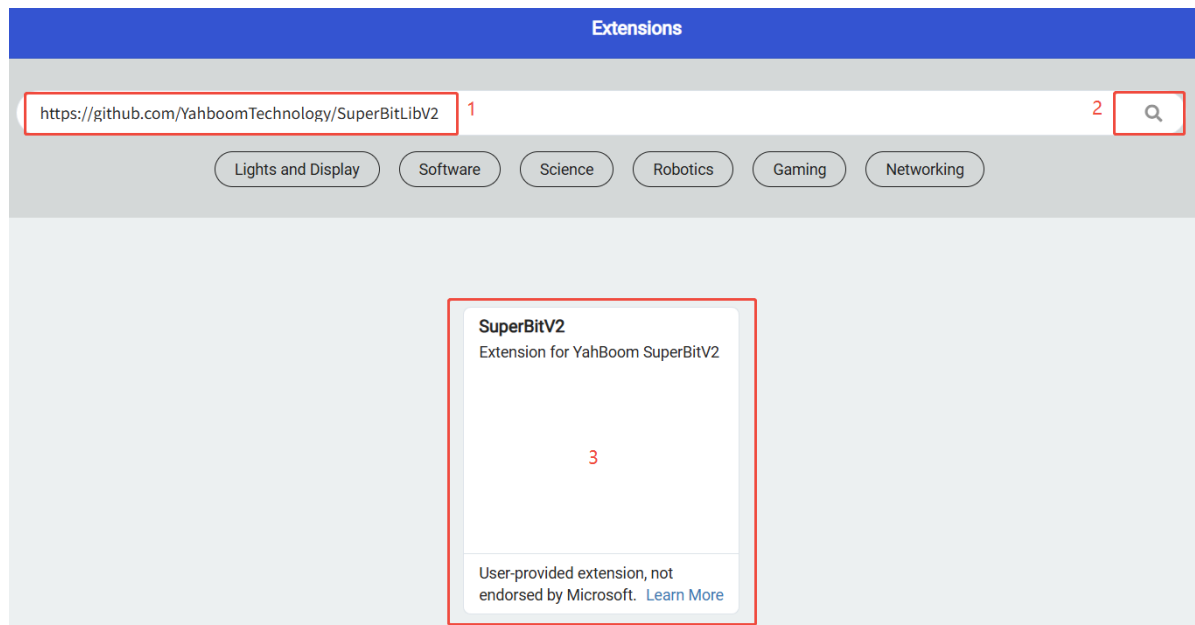 Extensions
https://github.com/YahboomTechnology/SuperBitLibV2 1 2
Lights and Display Software Science Robotics Gaming Networking
SuperBitV2
Extension for YahBoom SuperBitV2
3
User-provided extension, not
endorsed by Microsoft. Learn More